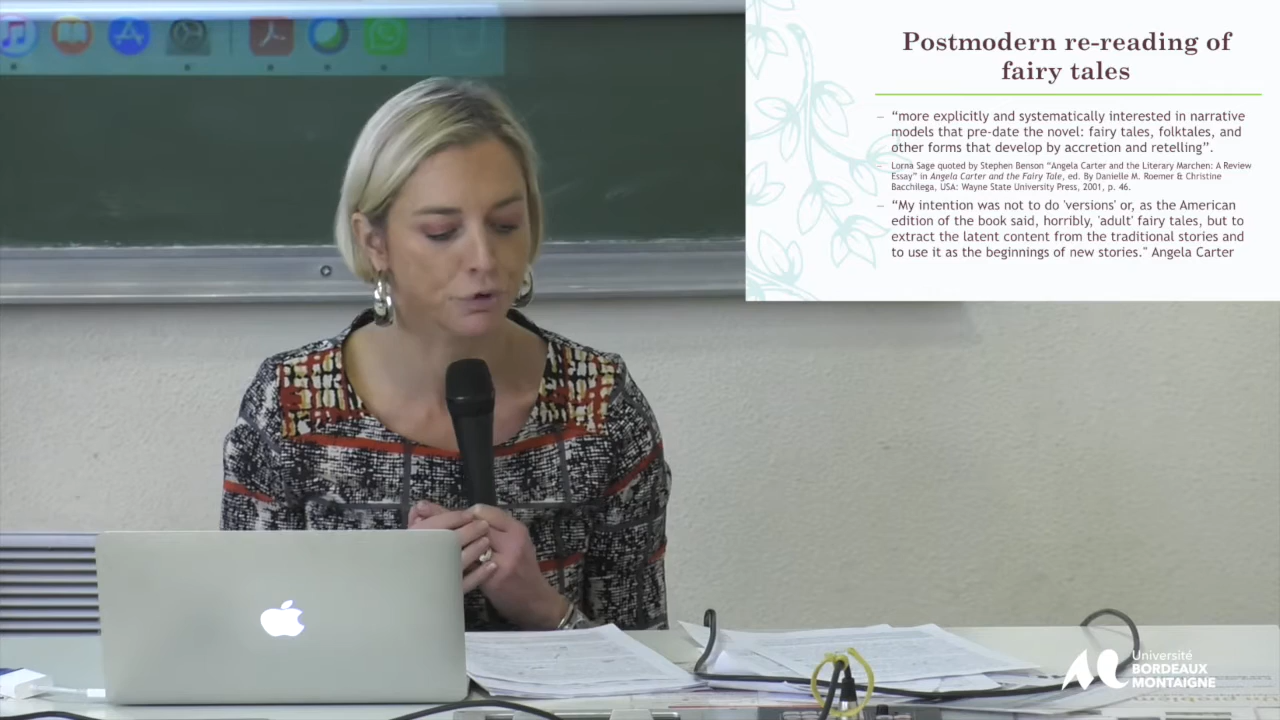 Postmodern re-reading of
fairy tales
– “more explicitly and systematically interested in narrative
models that pre-date the novel: fairy tales, folktales, and
other forms that develop by accretion and retelling”.
– Lorna Sage quoted by Stephen Benson “Angela Carter and the Literary Marchen: A Review
Essay” in Angela Carter and the Fairy Tale, ed. By Danielle M. Roemer & Christine
Bacchilega, USA: Wayne State University Press, 2001, p. 46.
– “My intention was not to do 'versions' or, as the American
edition of the book said, horribly, 'adult' fairy tales, but to
extract the latent content from the traditional stories and
to use it as the beginnings of new stories." Angela Carter
Université
BORDEAUX
MONTAIGNE